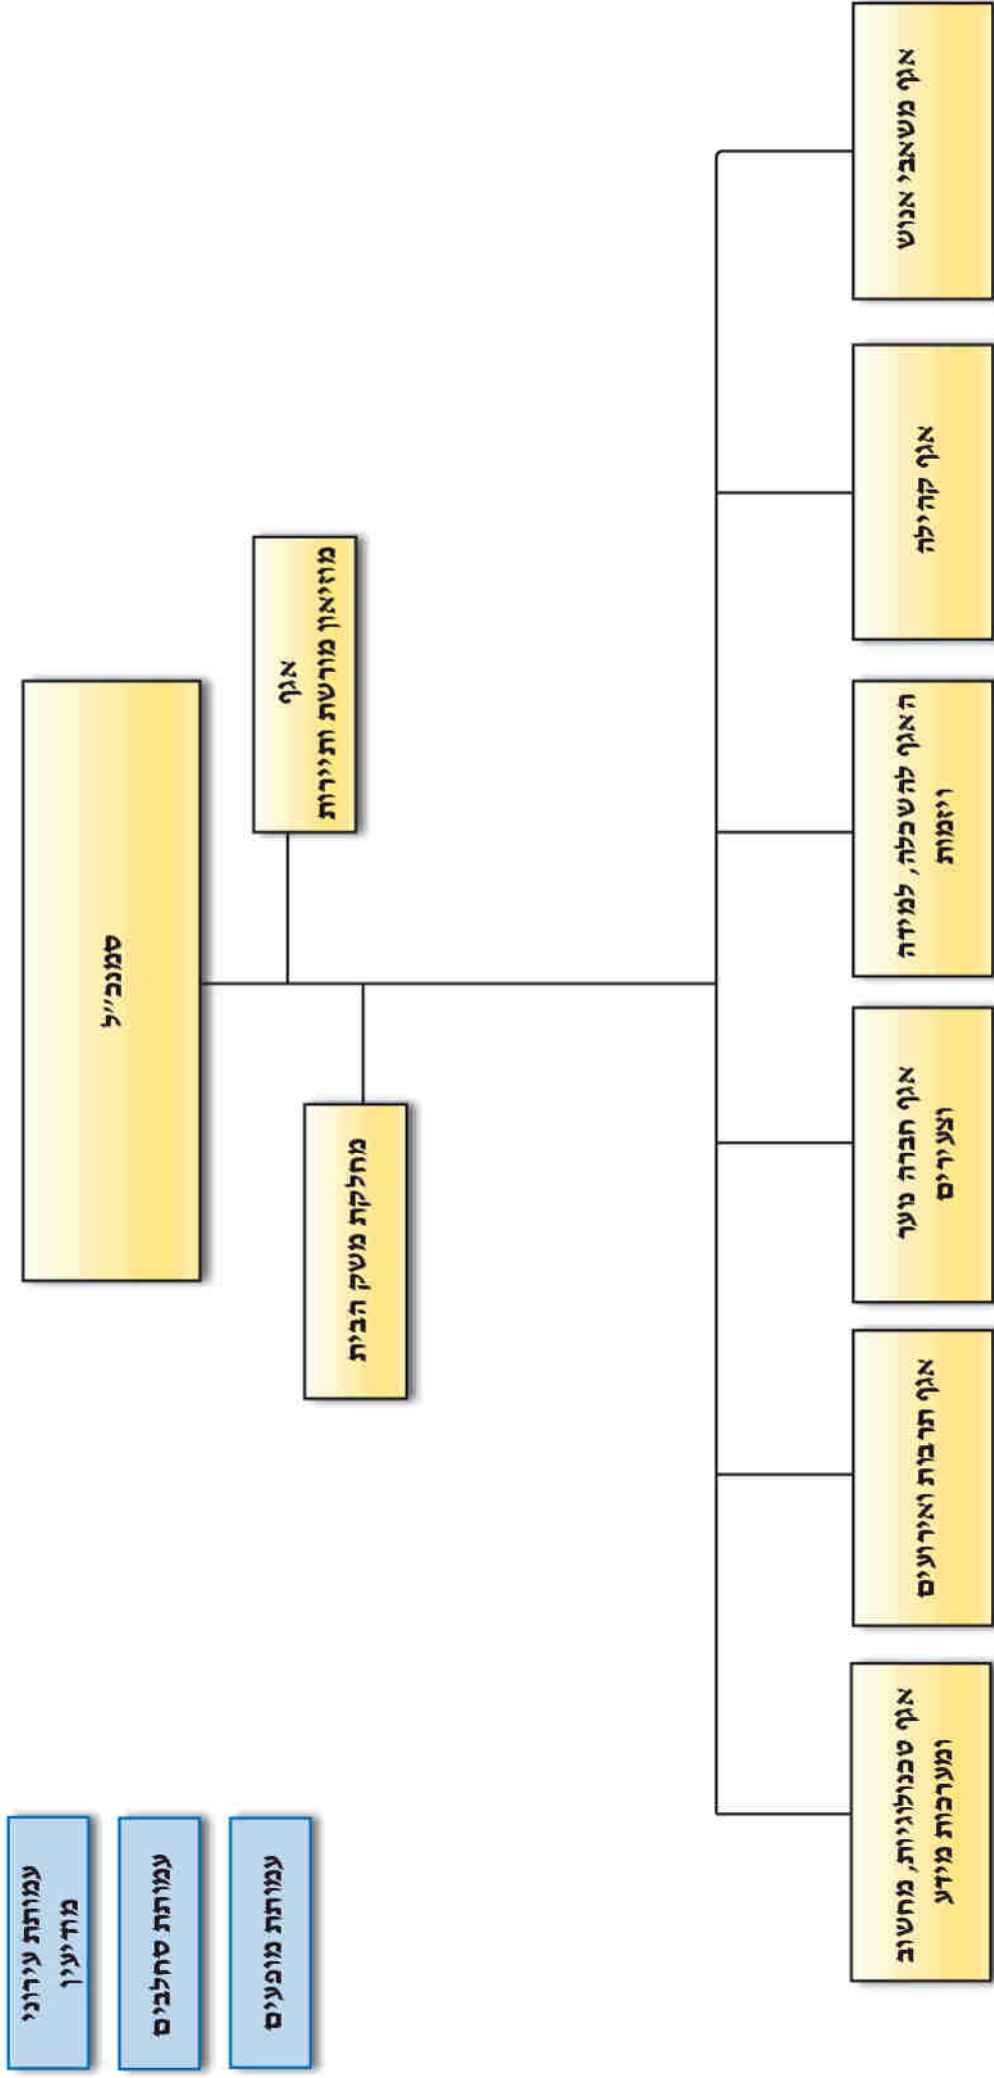 סמנכ״ל
אגף
מוזיאון מורשת ותיירות
מחלקת משק הבית
אגף משאבי אנוש
אגף קהילה
האגף להשכלה, למידה
ויזמות
אגף חברה נוער
וצעירים
אגף תרבות ואירועים
אגף טכנולוגיות, מחשוב
ומערכות מידע
עמותת עירוני
מודיעין
עמותת סחלבים
עמותת מופעים